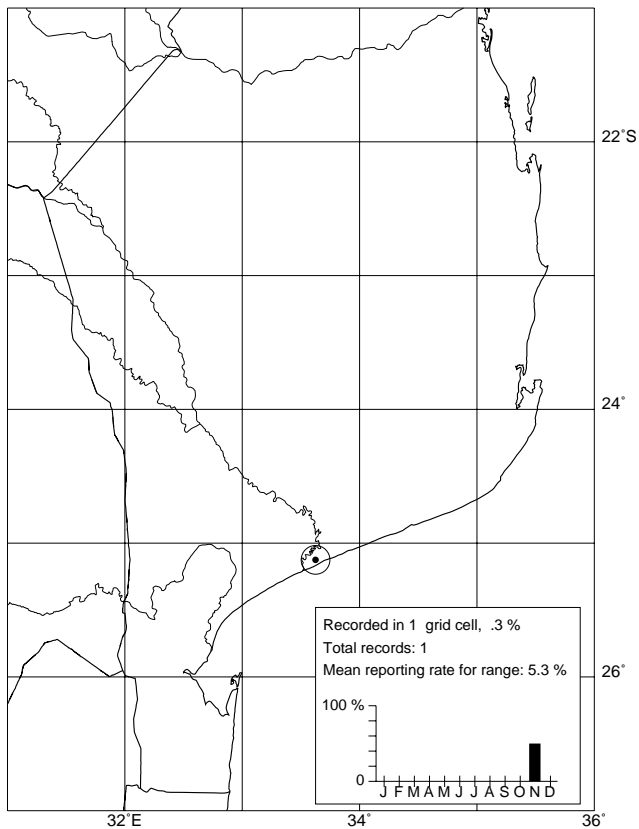 22°S
24°
26°
Recorded in 1 grid cell, .3 %
Total records: 1
Mean reporting rate for range: 5.3 %
100 %
0
J F M A M J J A S O N D
32°E 34° 36°